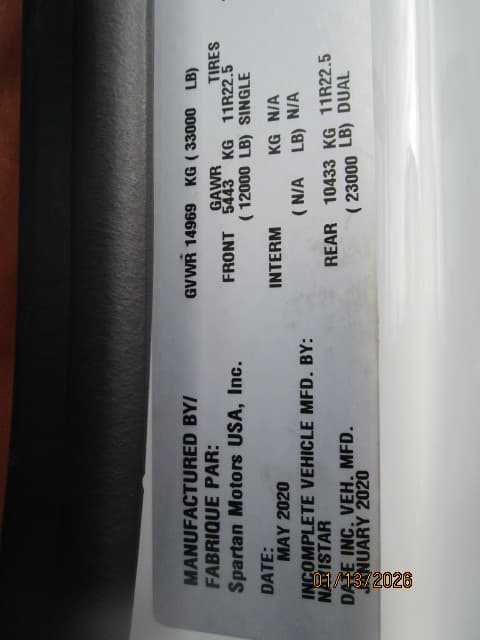 MANUFACTURED BY/
FABRIQUE PAR:
Spartan Motors USA, Inc.
DATE:
MAY 2020
INCOMPLETE VEHICLE MFD. BY:
NAVISTAR
DATE INC. VEH. MFD.
JANUARY 2020
GVWR 14969 KG ( 33000 LB)
GAWR TIRES
FRONT 5443 KG 11R22.5
( 12000 LB) SINGLE
INTERM KG N/A
( N/A LB) N/A
REAR 10433 KG 11R22.5
( 23000 LB) DUAL
01/13/2026